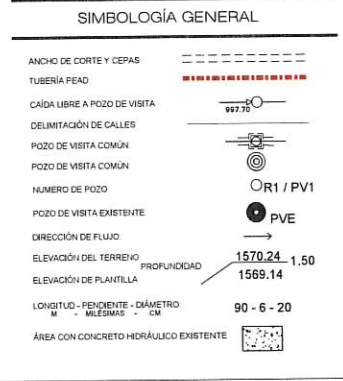 SIMBOLOGÍA GENERAL
ANCHO DE CORTE Y CEPAS
TUBERÍA PEAD
CAÍDA LIBRE A POZO DE VISITA 997.70
DELIMITACIÓN DE CALLES
POZO DE VISITA COMÚN
POZO DE VISITA COMÚN
NUMERO DE POZO R1 / PV1
POZO DE VISITA EXISTENTE PVE
DIRECCIÓN DE FLUJO
ELEVACIÓN DEL TERRENO 1570.24
PROFUNDIDAD 1.50
ELEVACIÓN DE PLANTILLA 1569.14
LONGITUD - PENDIENTE - DIÁMETRO 90 - 6 - 20
M - MILÉSIMAS - CM
ÁREA CON CONCRETO HIDRÁULICO EXISTENTE